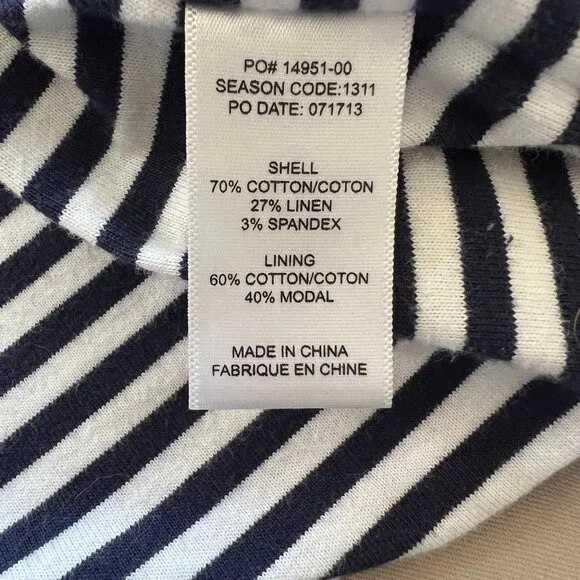 PO# 14951-00
SEASON CODE:1311
PO DATE: 071713
SHELL
70% COTTON/COTON
27% LINEN
3% SPANDEX
LINING
60% COTTON/COTON
40% MODAL
MADE IN CHINA
FABRIQUE EN CHINE